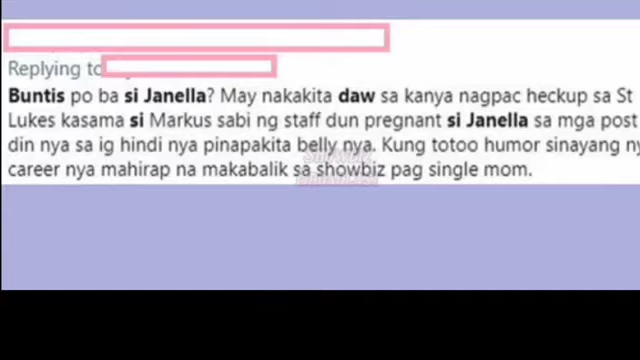 Replying to
Buntis po ba si Janella? May nakakita daw sa kanya nagpac heckup sa St
Lukes kasama si Markus sabi ng staff dun pregnant si Janella sa mga post
din nya sa ig hindi nya pinapakita belly nya. Kung totoo humor sinayang ny
career nya mahirap na makabalik sa showbiz pag single mom.